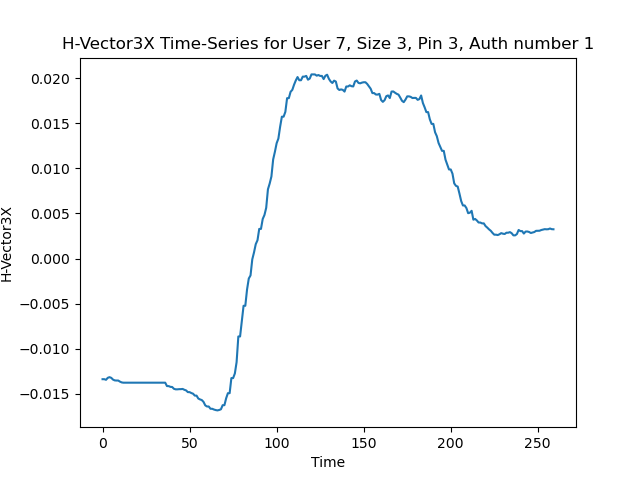 H-Vector3X Time-Series for User 7, Size 3, Pin 3, Auth number 1
0.020
0.015
0.010
0.005
0.000
−0.005
−0.010
−0.015
H-Vector3X
0 50 100 150 200 250
Time